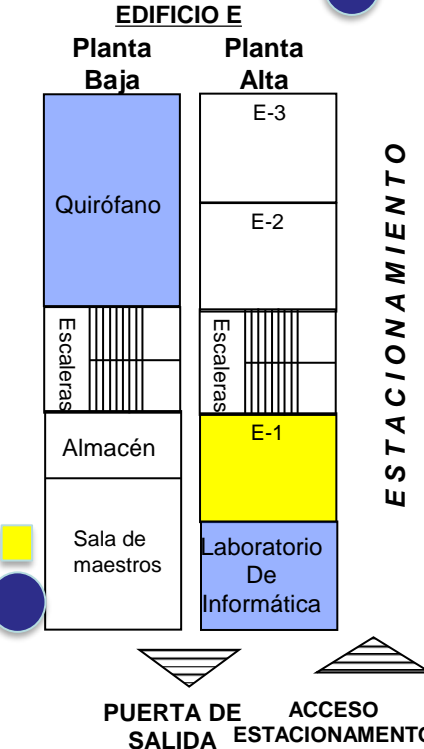 EDIFICIO E
Planta
Baja
Planta
Alta
Quirófano
Escaleras
Almacén
Sala de
maestros
E-3
E-2
Escaleras
E-1
Laboratorio
De
Informática
ESTACIONAMIENTO
PUERTA DE
SALIDA
ACCESO
ESTACIONAMENTO